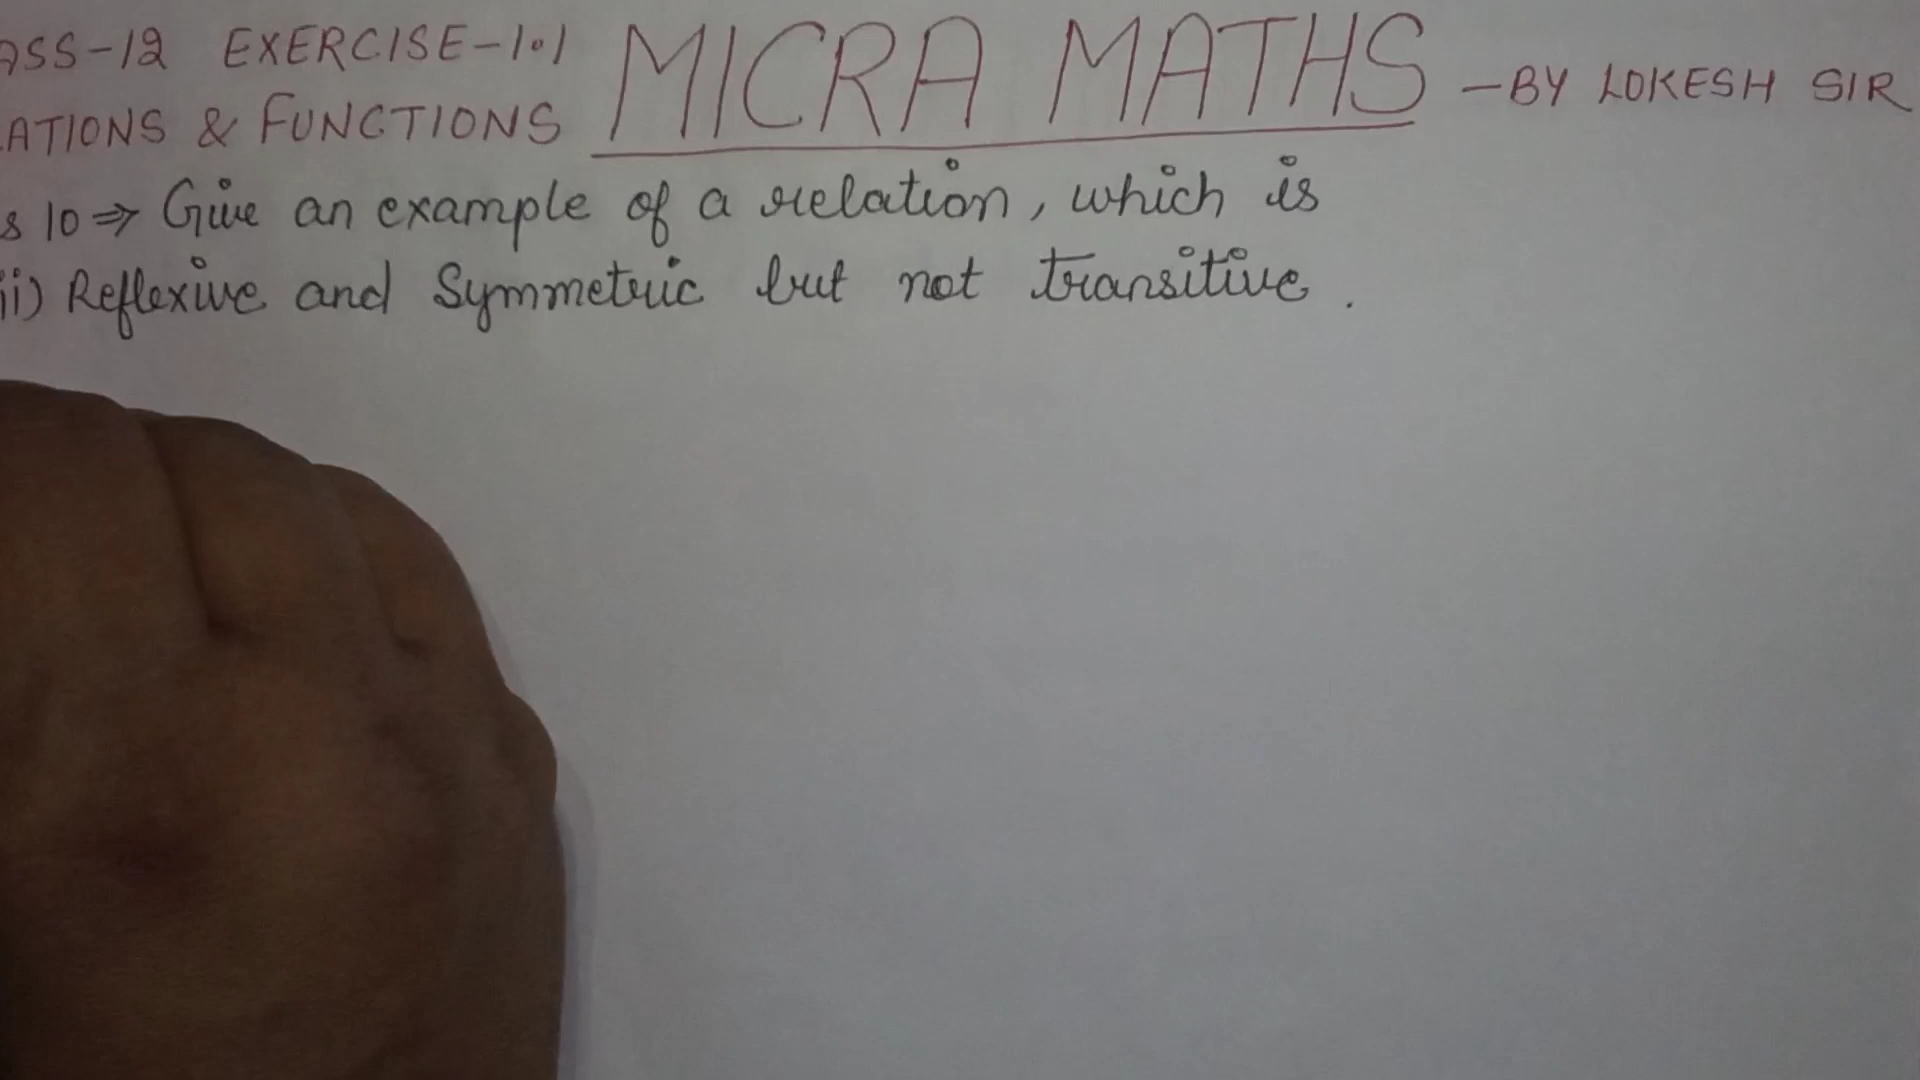 ASS-12 EXERCISE-1.1
ATIONS & FUNCTIONS
MICRA MATHS
-BY LOKESH SIR
s 10 ⇒ Give an example of a relation, which is
ii) Reflexive and Symmetric but not transitive.